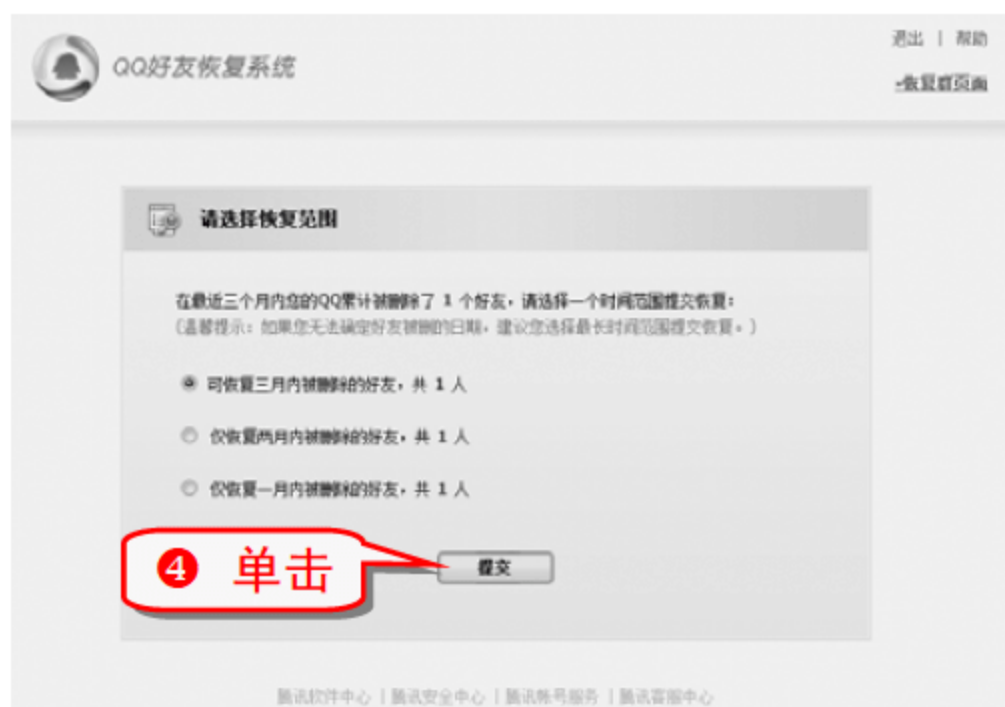 QQ好友恢复系统
退出 | 帮助
-恢复群页面
请选择恢复范围
在最近三个月内您的QQ累计被删除了 1 个好友，请选择一个时间范围提交恢复：
（温馨提示：如果您无法确定好友被删的日期，建议您选择最长时间范围提交恢复。）
可恢复三月内被删除的好友，共 1 人
仅恢复两月内被删除的好友，共 1 人
仅恢复一月内被删除的好友，共 1 人
❹ 单击
提交
腾讯软件中心 | 腾讯安全中心 | 腾讯帐号服务 | 腾讯客服中心